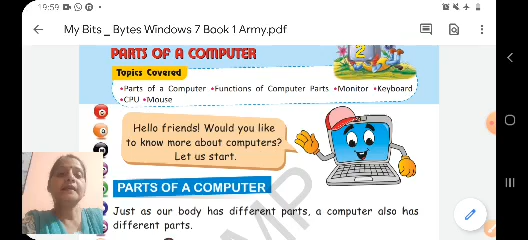 19:59
My Bits _ Bytes Windows 7 Book 1 Army.pdf
PARTS OF A COMPUTER
2
Topics Covered
•Parts of a Computer •Functions of Computer Parts •Monitor •Keyboard
•CPU •Mouse
Hello friends! Would you like
to know more about computers?
Let us start.
PARTS OF A COMPUTER
Just as our body has different parts, a computer also has
different parts.